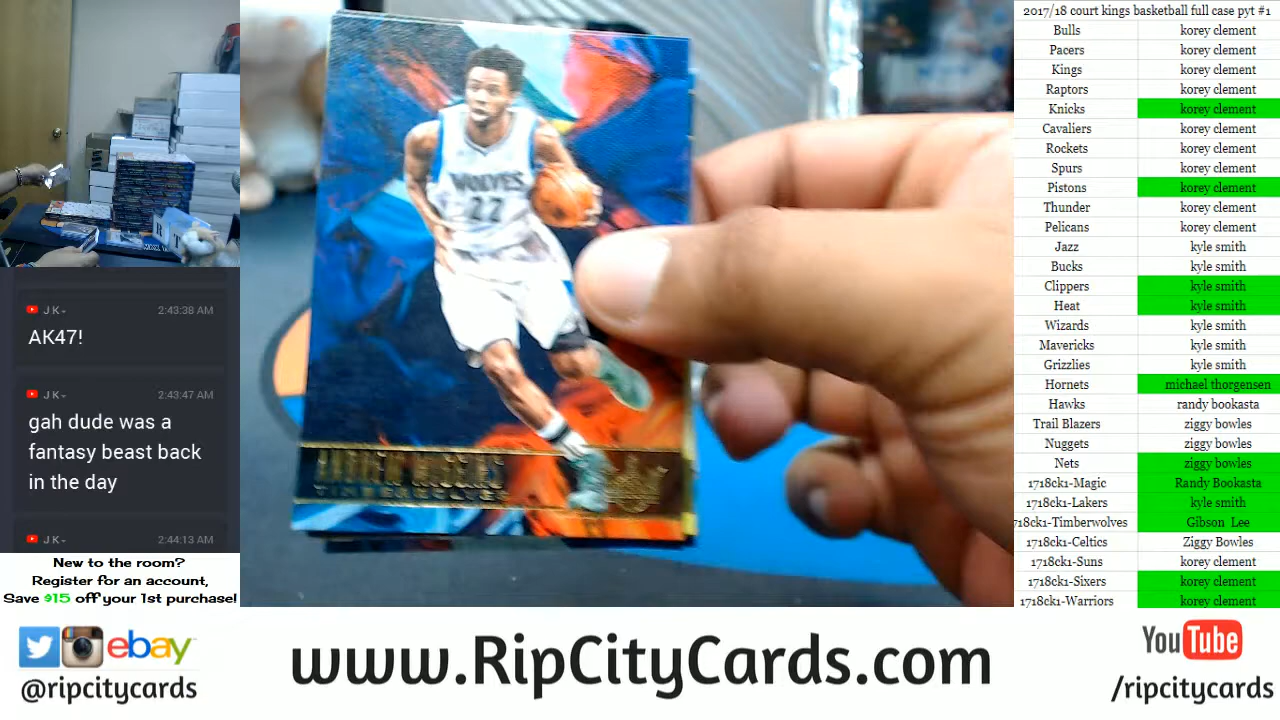 2017/18 court kings basketball full case pyt #1
Bulls korey clement
Pacers korey clement
Kings korey clement
Raptors korey clement
Knicks korey clement
Cavaliers korey clement
Rockets korey clement
Spurs korey clement
Pistons korey clement
Thunder korey clement
Pelicans korey clement
Jazz kyle smith
Bucks kyle smith
Clippers kyle smith
Heat kyle smith
Wizards kyle smith
Mavericks kyle smith
Grizzlies kyle smith
Hornets michael thorgensen
Hawks randy bookasta
Trail Blazers ziggy bowles
Nuggets ziggy bowles
Nets ziggy bowles
1718ck1-Magic Randy Bookasta
1718ck1-Lakers kyle smith
718ck1-Timberwolves Gibson Lee
1718ck1-Celtics Ziggy Bowles
1718ck1-Suns korey clement
1718ck1-Sixers korey clement
1718ck1-Warriors korey clement
WOLVES
22
J K
2:43:38 AM
AK47!
J K
2:43:47 AM
gah dude was a
fantasy beast back
in the day
J K
2:44:13 AM
New to the room?
Register for an account,
Save $15 off your 1st purchase!
ebay
@ripcitycards
www.RipCityCards.com
YouTube
/ripcitycards